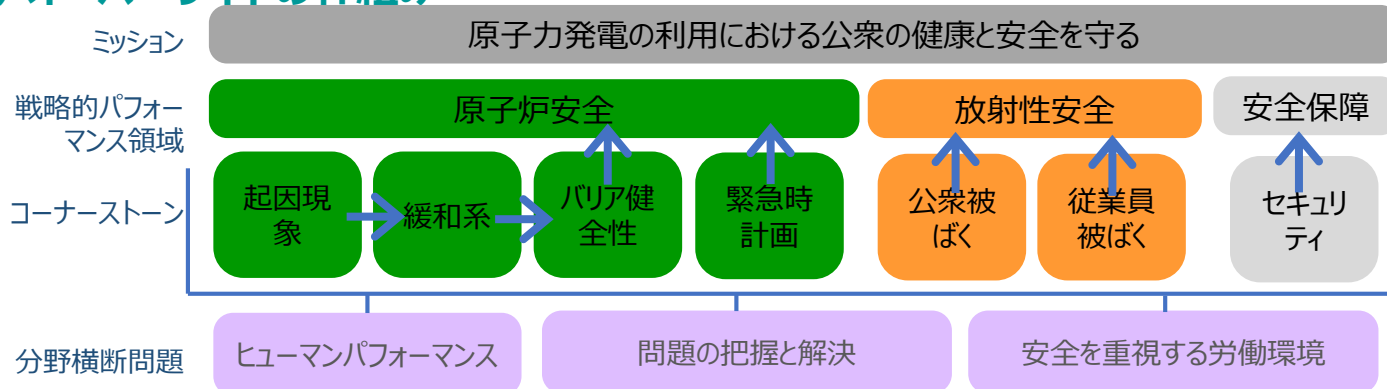 ミッション
原子力発電の利用における公衆の健康と安全を守る
戦略的パフォー
マンス領域
原子炉安全
放射性安全
安全保障
コーナーストーン
起因現
象
緩和系
バリア健
全性
緊急時
計画
公衆被
ばく
従業員
被ばく
セキュリ
ティ
分野横断問題
ヒューマンパフォーマンス
問題の把握と解決
安全を重視する労働環境